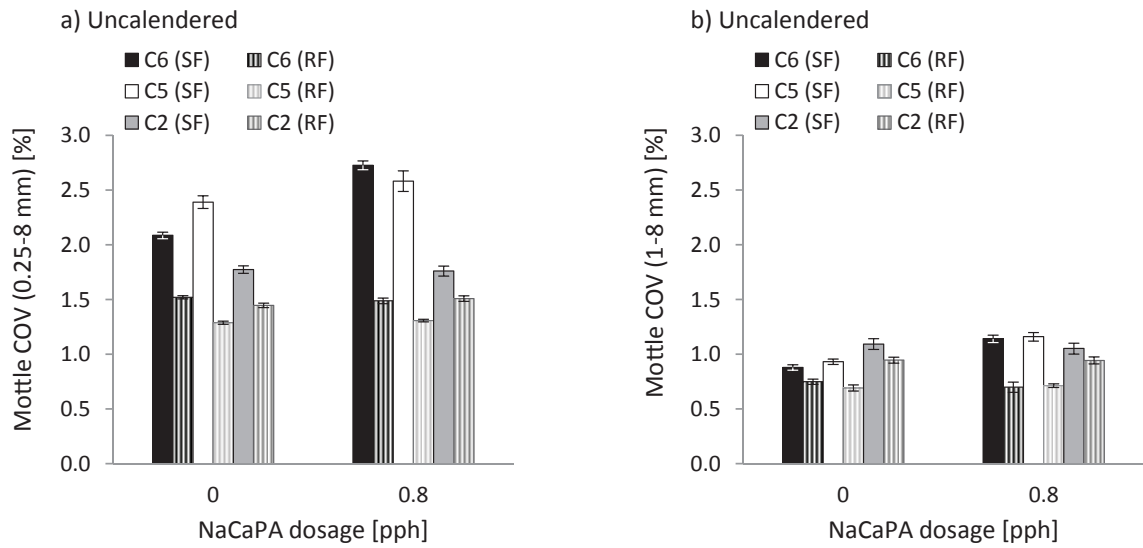 a) Uncalendered
C6 (SF) C6 (RF)
C5 (SF) C5 (RF)
C2 (SF) C2 (RF)
Mottle COV (0.25-8 mm) [%]
3.0
2.5
2.0
1.5
1.0
0.5
0.0
0 0.8
NaCaPA dosage [pph]
b) Uncalendered
C6 (SF) C6 (RF)
C5 (SF) C5 (RF)
C2 (SF) C2 (RF)
Mottle COV (1-8 mm) [%]
3.0
2.5
2.0
1.5
1.0
0.5
0.0
0 0.8
NaCaPA dosage [pph]